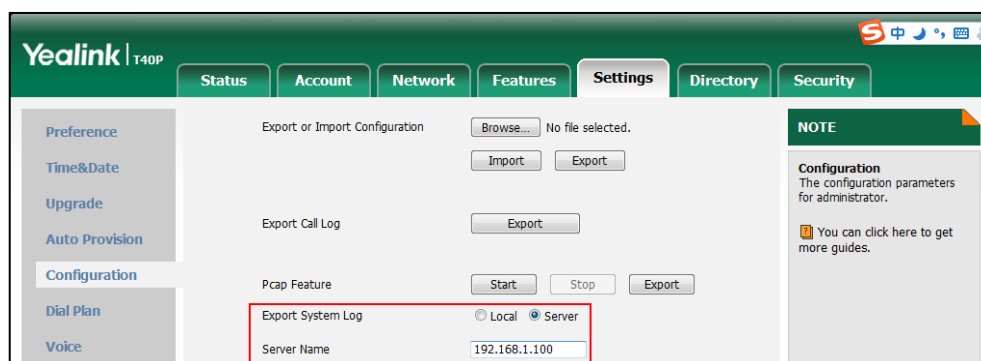 中
Yealink | T40P
Status Account Network Features Settings Directory Security
Preference
Time&Date
Upgrade
Auto Provision
Configuration
Dial Plan
Voice
Export or Import Configuration Browse... No file selected.
Import Export
Export Call Log Export
Pcap Feature Start Stop Export
Export System Log Local Server
Server Name 192.168.1.100
NOTE
Configuration
The configuration parameters
for administrator.
You can click here to get
more guides.